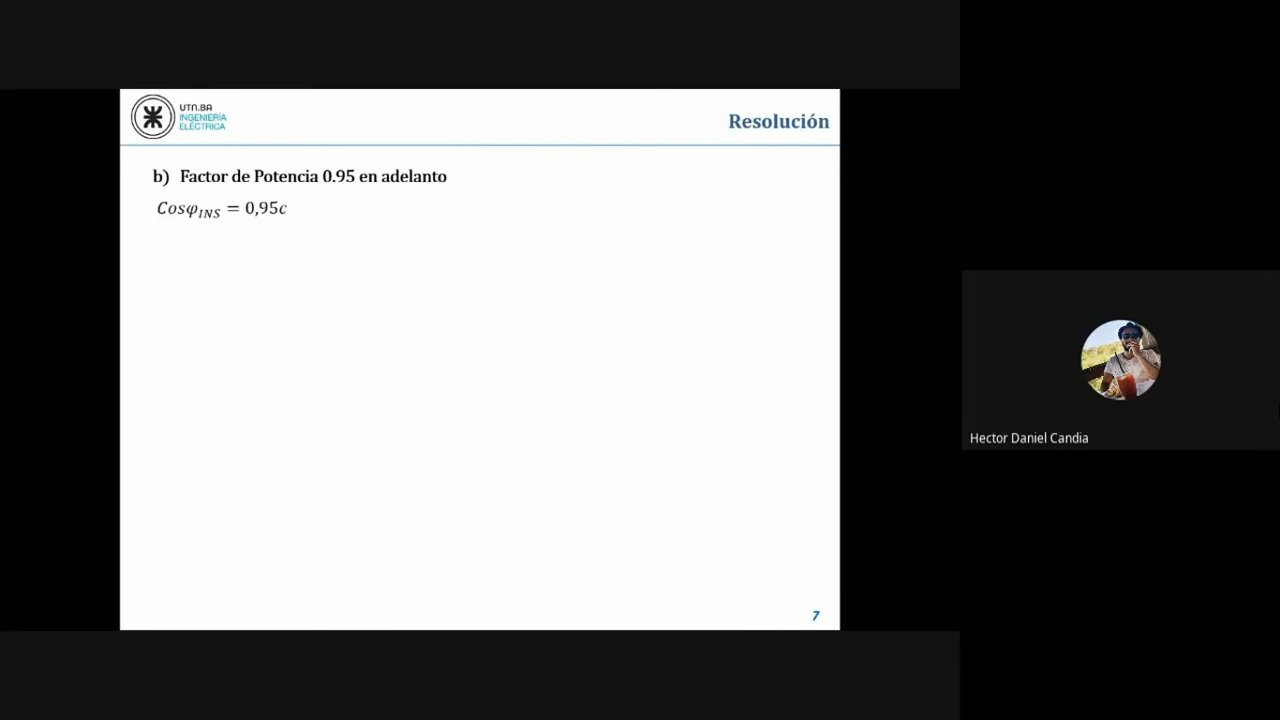 UTN.BA
INGENIERÍA
ELÉCTRICA
Resolución
b) Factor de Potencia 0.95 en adelanto
Cosφ_INS = 0,95c
7
Hector Daniel Candia